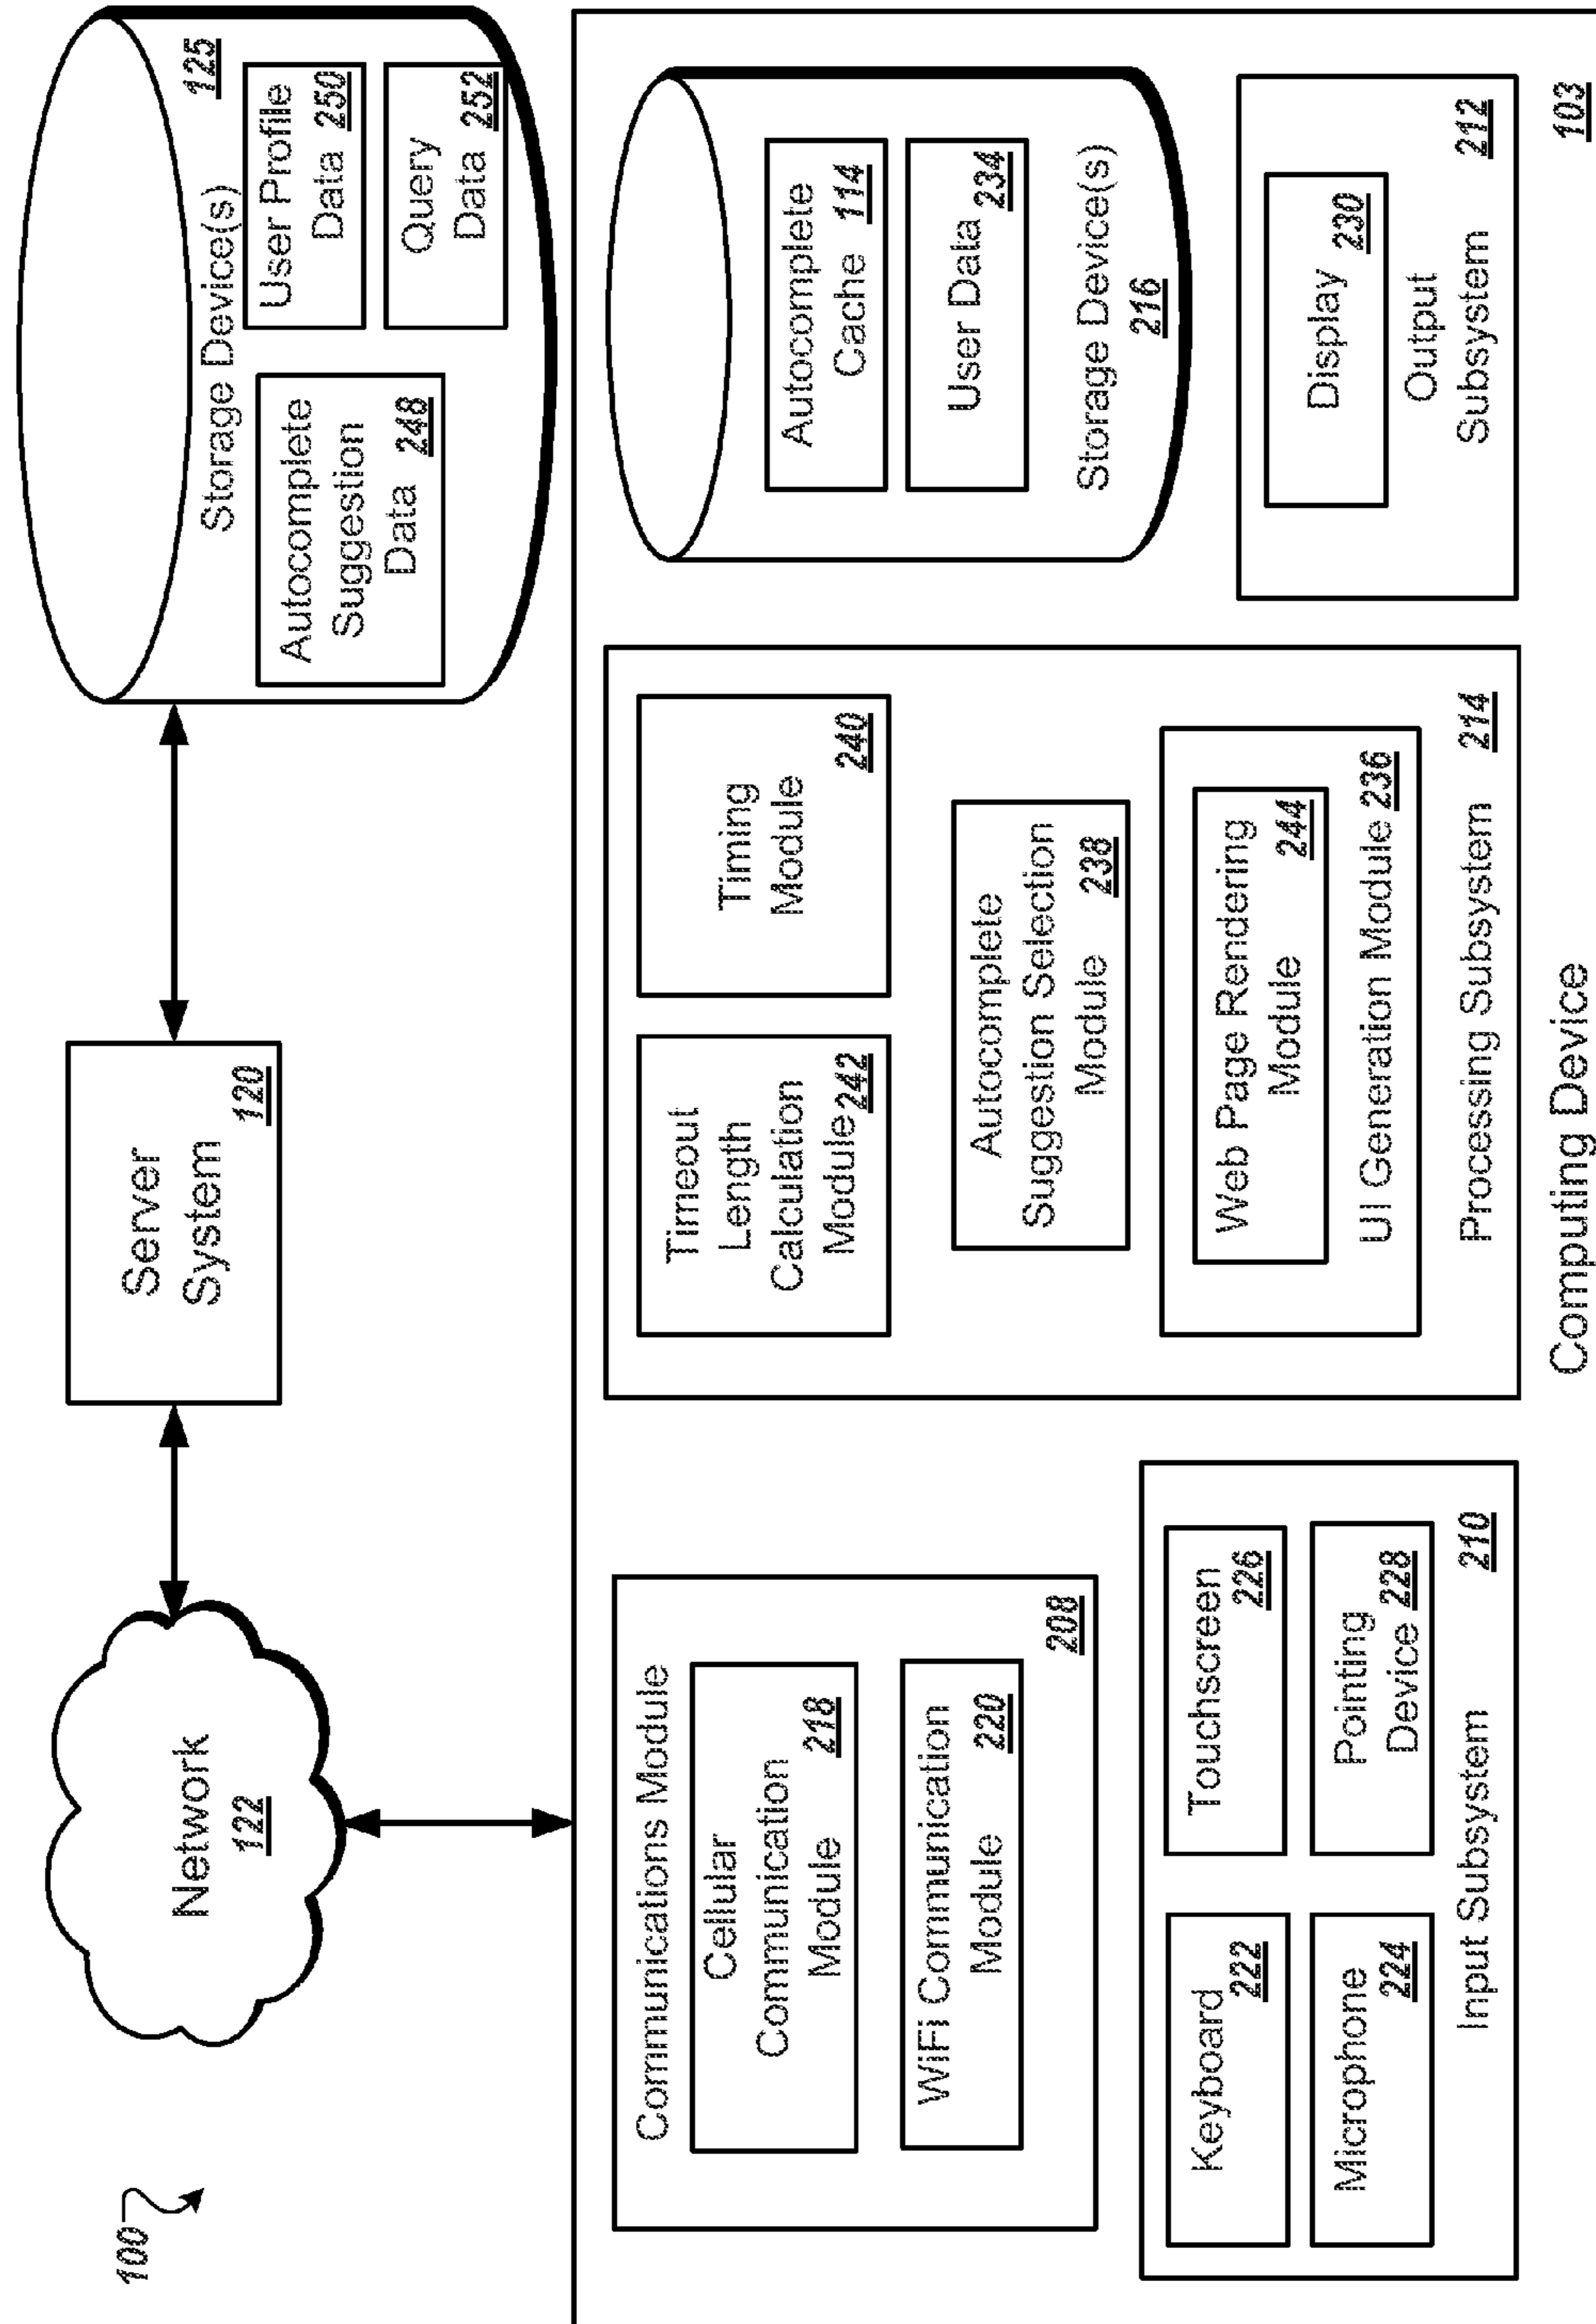 100
Network
122
Server
System
120
Storage Device(s)
125
Autocomplete
Suggestion
Data 248
User Profile
Data 250
Query
Data 252
Communications Module
Cellular
Communication
Module 218
WiFi Communication
Module 220
208
Keyboard
222
Touchscreen
226
Microphone
224
Pointing
Device 228
Input Subsystem 210
Timeout
Length
Calculation
Module 242
Timing
Module
240
Autocomplete
Suggestion Selection
Module 238
Web Page Rendering
Module 244
UI Generation Module 236
Processing Subsystem 214
Autocomplete
Cache 114
User Data 234
Storage Device(s)
216
Display
230
Output
Subsystem 212
Computing Device 103